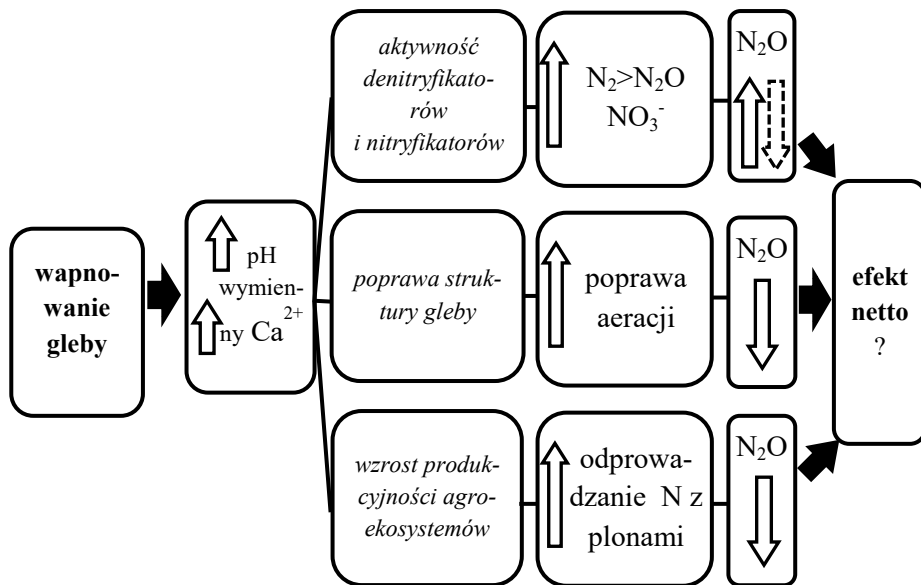 wapno-
wanie
gleby
pH
wymien-
ny Ca2+
aktywność
denitryfikato-
rów
i nitryfikatorów
N₂>N₂O
NO₃⁻
N₂O
poprawa struk-
tury gleby
poprawa
aeracji
N₂O
wzrost produk-
cyjności agro-
ekosystemów
odprowa-
dzanie N z
plonami
N₂O
efekt
netto
?